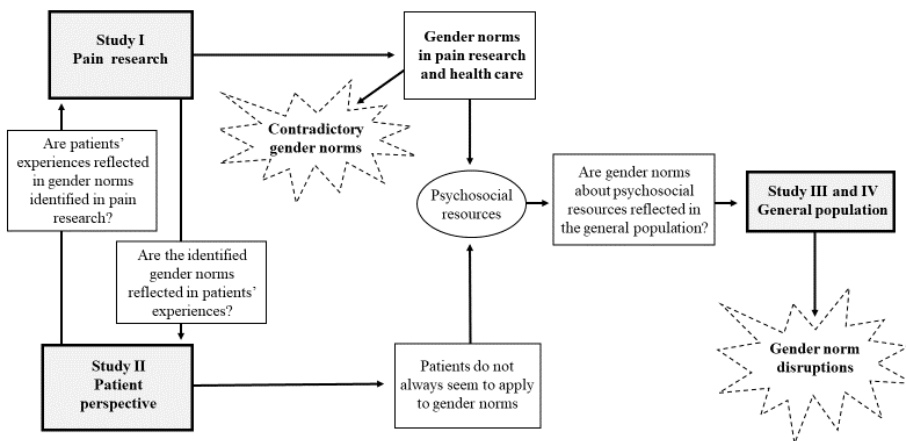 Study I
Pain research
Gender norms
in pain research
and health care
Contradictory
gender norms
Are patients'
experiences reflected
in gender norms
identified in pain
research?
Psychosocial
resources
Are gender norms
about psychosocial
resources reflected in
the general population?
Study III and IV
General population
Are the identified
gender norms
reflected in patients'
experiences?
Study II
Patient
perspective
Patients do not
always seem to apply
to gender norms
Gender norm
disruptions